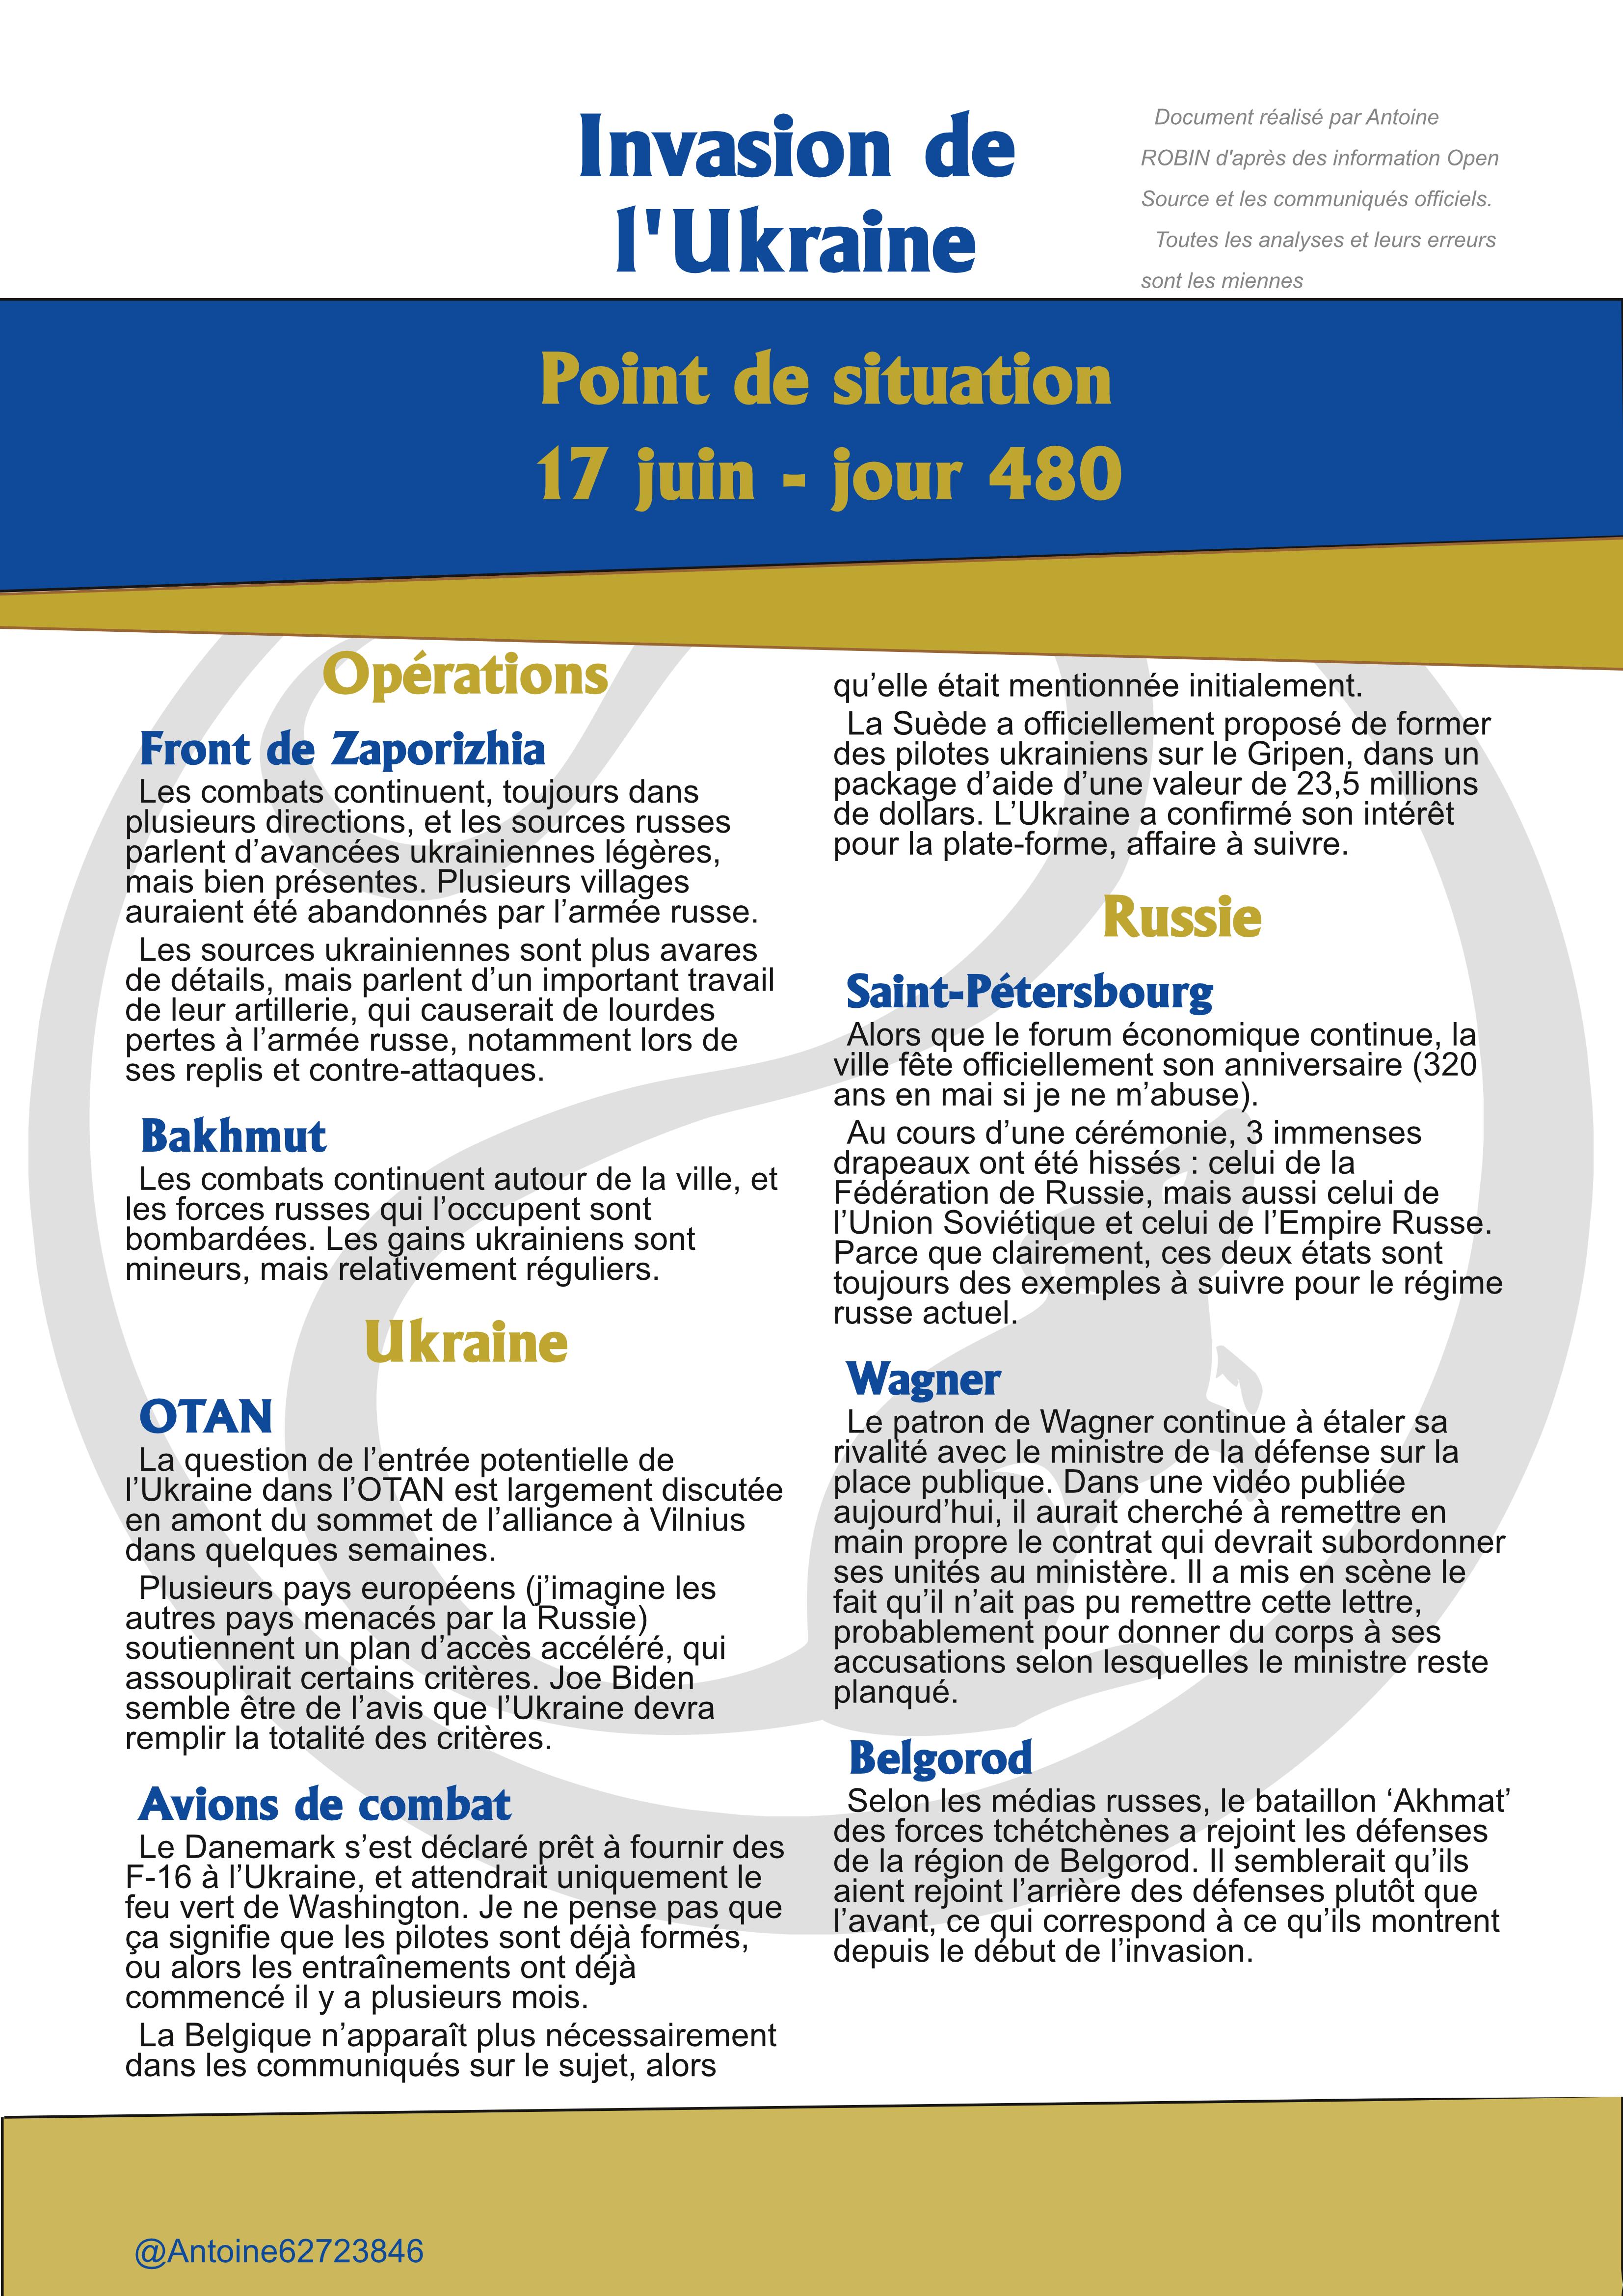 Invasion de
l'Ukraine
Document réalisé par Antoine
ROBIN d'après des information Open
Source et les communiqués officiels.
Toutes les analyses et leurs erreurs
sont les miennes
Point de situation
17 juin - jour 480
Opérations
Front de Zaporizhia
Les combats continuent, toujours dans
plusieurs directions, et les sources russes
parlent d’avancées ukrainiennes légères,
mais bien présentes. Plusieurs villages
auraient été abandonnés par l’armée russe.
Les sources ukrainiennes sont plus avares
de détails, mais parlent d’un important travail
de leur artillerie, qui causerait de lourdes
pertes à l’armée russe, notamment lors de
ses replis et contre-attaques.
Bakhmut
Les combats continuent autour de la ville, et
les forces russes qui l’occupent sont
bombardées. Les gains ukrainiens sont
mineurs, mais relativement réguliers.
Ukraine
OTAN
La question de l’entrée potentielle de
l’Ukraine dans l’OTAN est largement discutée
en amont du sommet de l’alliance à Vilnius
dans quelques semaines.
Plusieurs pays européens (j’imagine les
autres pays menacés par la Russie)
soutiennent un plan d’accès accéléré, qui
assouplirait certains critères. Joe Biden
semble être de l’avis que l’Ukraine devra
remplir la totalité des critères.
Avions de combat
Le Danemark s’est déclaré prêt à fournir des
F-16 à l’Ukraine, et attendrait uniquement le
feu vert de Washington. Je ne pense pas que
ça signifie que les pilotes sont déjà formés,
ou alors les entraînements ont déjà
commencé il y a plusieurs mois.
La Belgique n’apparaît plus nécessairement
dans les communiqués sur le sujet, alors
qu’elle était mentionnée initialement.
La Suède a officiellement proposé de former
des pilotes ukrainiens sur le Gripen, dans un
package d’aide d’une valeur de 23,5 millions
de dollars. L’Ukraine a confirmé son intérêt
pour la plate-forme, affaire à suivre.
Russie
Saint-Pétersbourg
Alors que le forum économique continue, la
ville fête officiellement son anniversaire (320
ans en mai si je ne m’abuse).
Au cours d’une cérémonie, 3 immenses
drapeaux ont été hissés : celui de la
Fédération de Russie, mais aussi celui de
l’Union Soviétique et celui de l’Empire Russe.
Parce que clairement, ces deux états sont
toujours des exemples à suivre pour le régime
russe actuel.
Wagner
Le patron de Wagner continue à étaler sa
rivalité avec le ministre de la défense sur la
place publique. Dans une vidéo publiée
aujourd’hui, il aurait cherché à remettre en
main propre le contrat qui devrait subordonner
ses unités au ministère. Il a mis en scène le
fait qu’il n’ait pas pu remettre cette lettre,
probablement pour donner du corps à ses
accusations selon lesquelles le ministre reste
planqué.
Belgorod
Selon les médias russes, le bataillon ‘Akhmat’
des forces tchétchènes a rejoint les défenses
de la région de Belgorod. Il semblerait qu’ils
aient rejoint l’arrière des défenses plutôt que
l’avant, ce qui correspond à ce qu’ils montrent
depuis le début de l’invasion.
@Antoine62723846